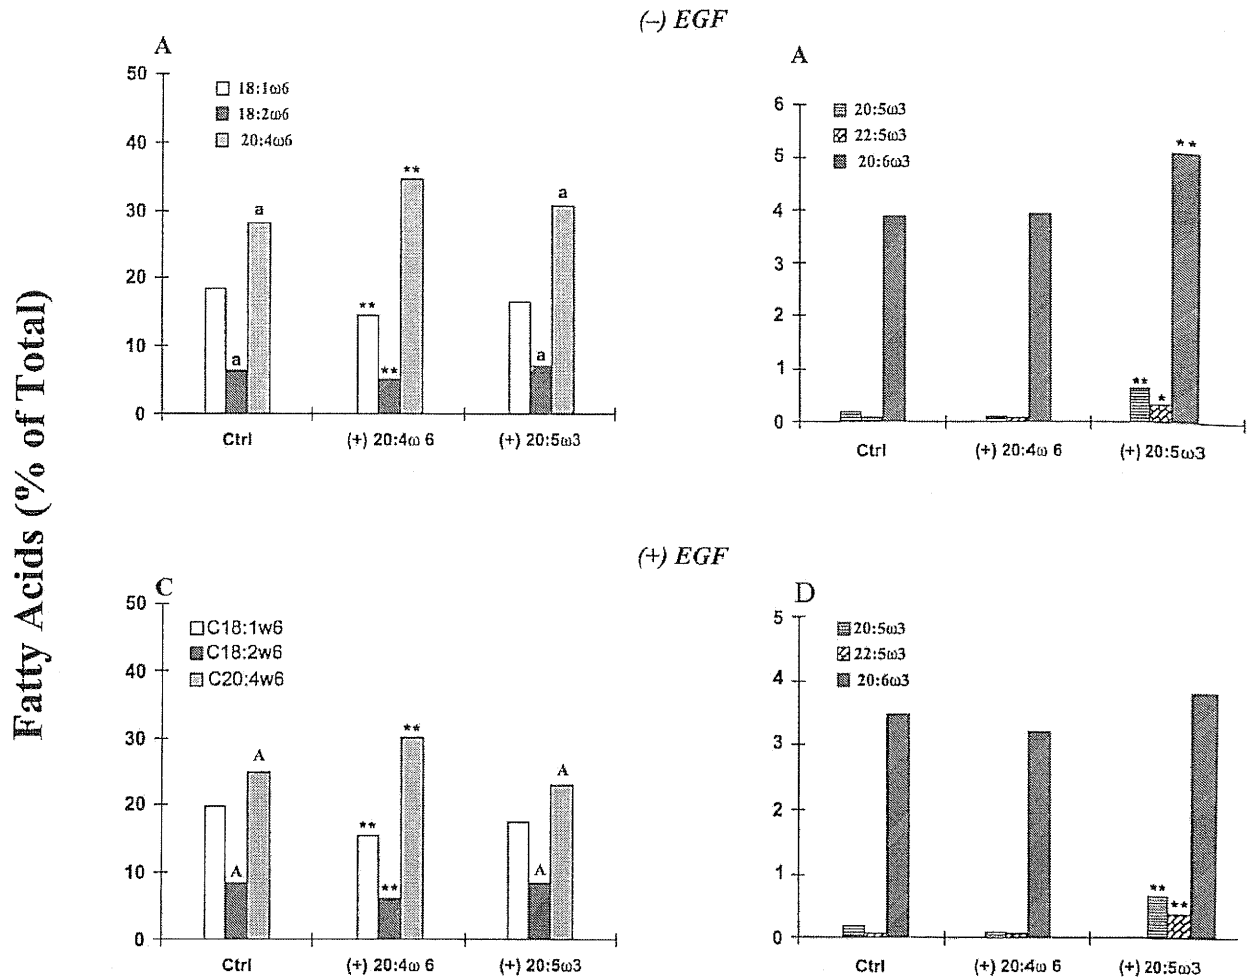 (–) EGF
Fatty Acids (% of Total)
A
50
40
30
20
10
0
18:1ω6
18:2ω6
20:4ω6
a
a
**
**
**
a
a
Ctrl
(+) 20:4ω 6
(+) 20:5ω3
A
6
5
4
3
2
1
0
20:5ω3
22:5ω3
20:6ω3
**
*
**
Ctrl
(+) 20:4ω 6
(+) 20:5ω3
(+) EGF
C
50
40
30
20
10
0
C18:1w6
C18:2w6
C20:4w6
A
A
**
**
**
A
A
Ctrl
(+) 20:4ω 6
(+) 20:5ω3
D
5
4
3
2
1
0
20:5ω3
22:5ω3
20:6ω3
**
**
Ctrl
(+) 20:4ω 6
(+) 20:5ω3